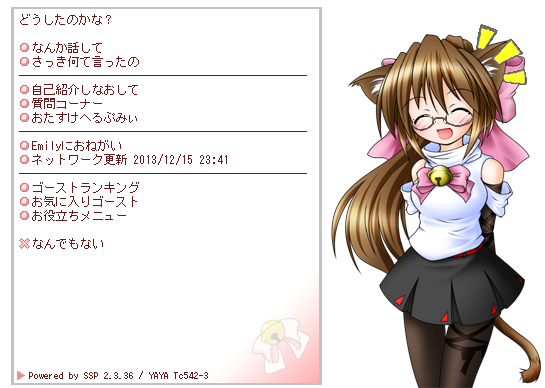 どうしたのかな？
なんか話して
さっき何て言ったの
自己紹介しなおして
質問コーナー
おたすけへるぷみぃ
Emilyにおねがい
ネットワーク更新 2013/12/15 23:41
ゴーストランキング
お気に入りゴースト
お役立ちメニュー
なんでもない
Powered by SSP 2.3.36 / YAYA Tc542-3